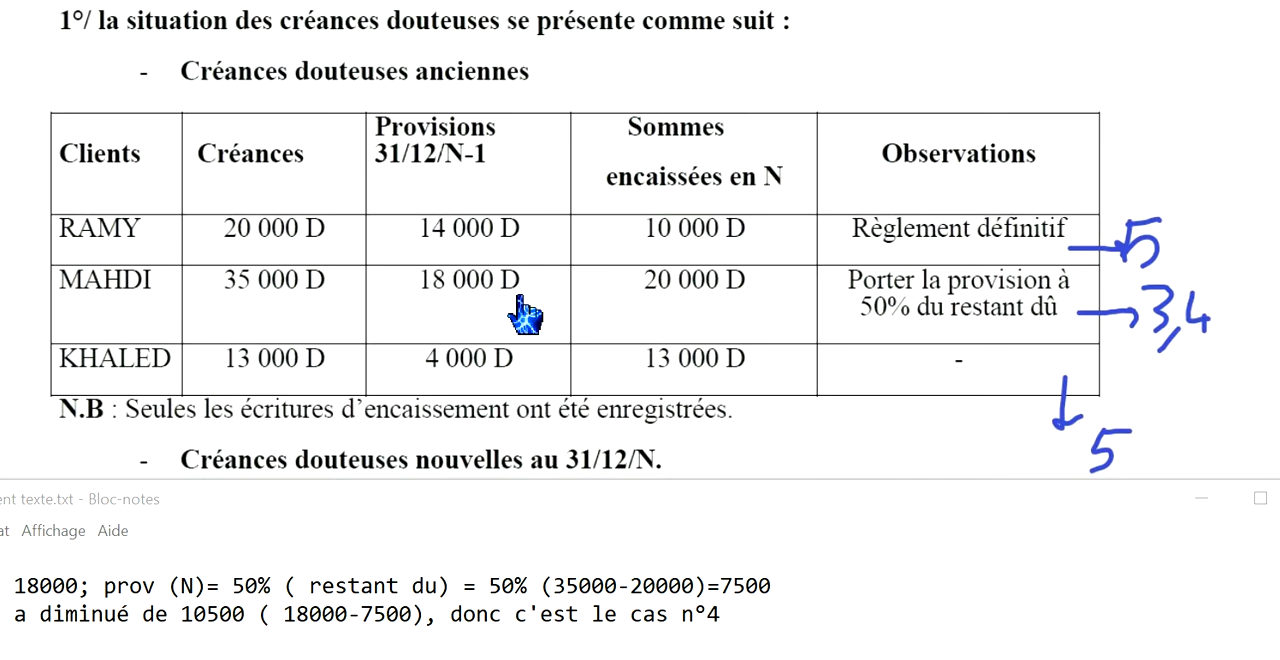 1°/ la situation des créances douteuses se présente comme suit :
- Créances douteuses anciennes
Clients Créances Provisions 31/12/N-1 Sommes encaissées en N Observations
RAMY 20 000 D 14 000 D 10 000 D Règlement définitif → 5
MAHDI 35 000 D 18 000 D 20 000 D Porter la provision à
50% du restant dû → 3,4
KHALED 13 000 D 4 000 D 13 000 D -
↓ 5
N.B : Seules les écritures d’encaissement ont été enregistrées.
- Créances douteuses nouvelles au 31/12/N.
ent texte.txt - Bloc-notes
at Affichage Aide
18000; prov (N)= 50% ( restant du) = 50% (35000-20000)=7500
a diminué de 10500 ( 18000-7500), donc c'est le cas n°4